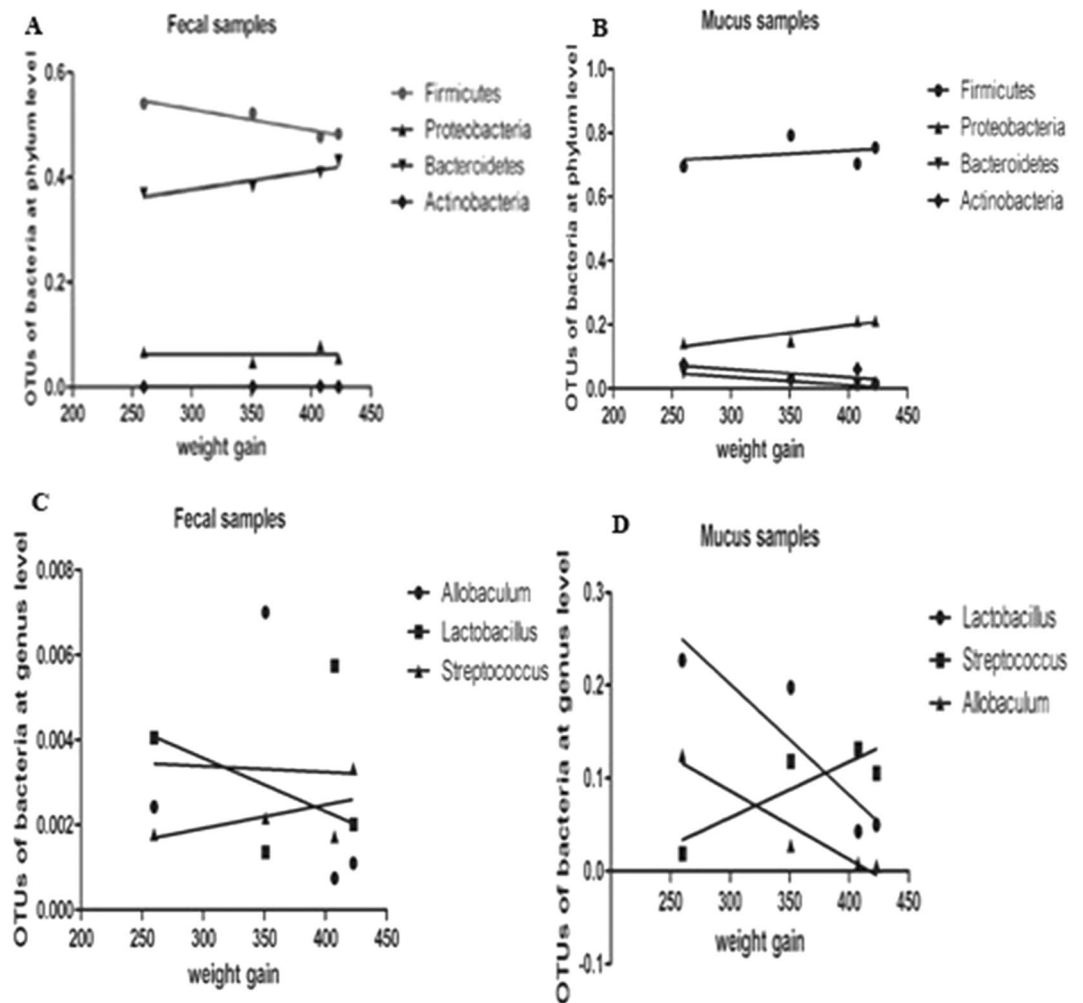 A
Fecal samples
OTUs of bacteria at phylum level
0.6
0.4
0.2
0.0
200 250 300 350 400 450
weight gain
Firmicutes
Proteobacteria
Bacteroidetes
Actinobacteria
B
Mucus samples
OTUs of bacteria at phylum level
1.0
0.8
0.6
0.4
0.2
0.0
200 250 300 350 400 450
weight gain
Firmicutes
Proteobacteria
Bacteroidetes
Actinobacteria
C
Fecal samples
OTUs of bacteria at genus level
0.008
0.006
0.004
0.002
0.000
200 250 300 350 400 450
weight gain
Allobaculum
Lactobacillus
Streptococcus
D
Mucus samples
OTUs of bacteria at genus level
0.3
0.2
0.1
0.0
-0.1
250 300 350 400 450
weight gain
Lactobacillus
Streptococcus
Allobaculum